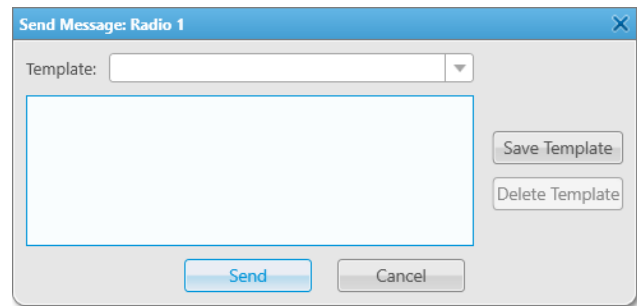 Send Message: Radio 1
Template:
Save Template
Delete Template
Send
Cancel